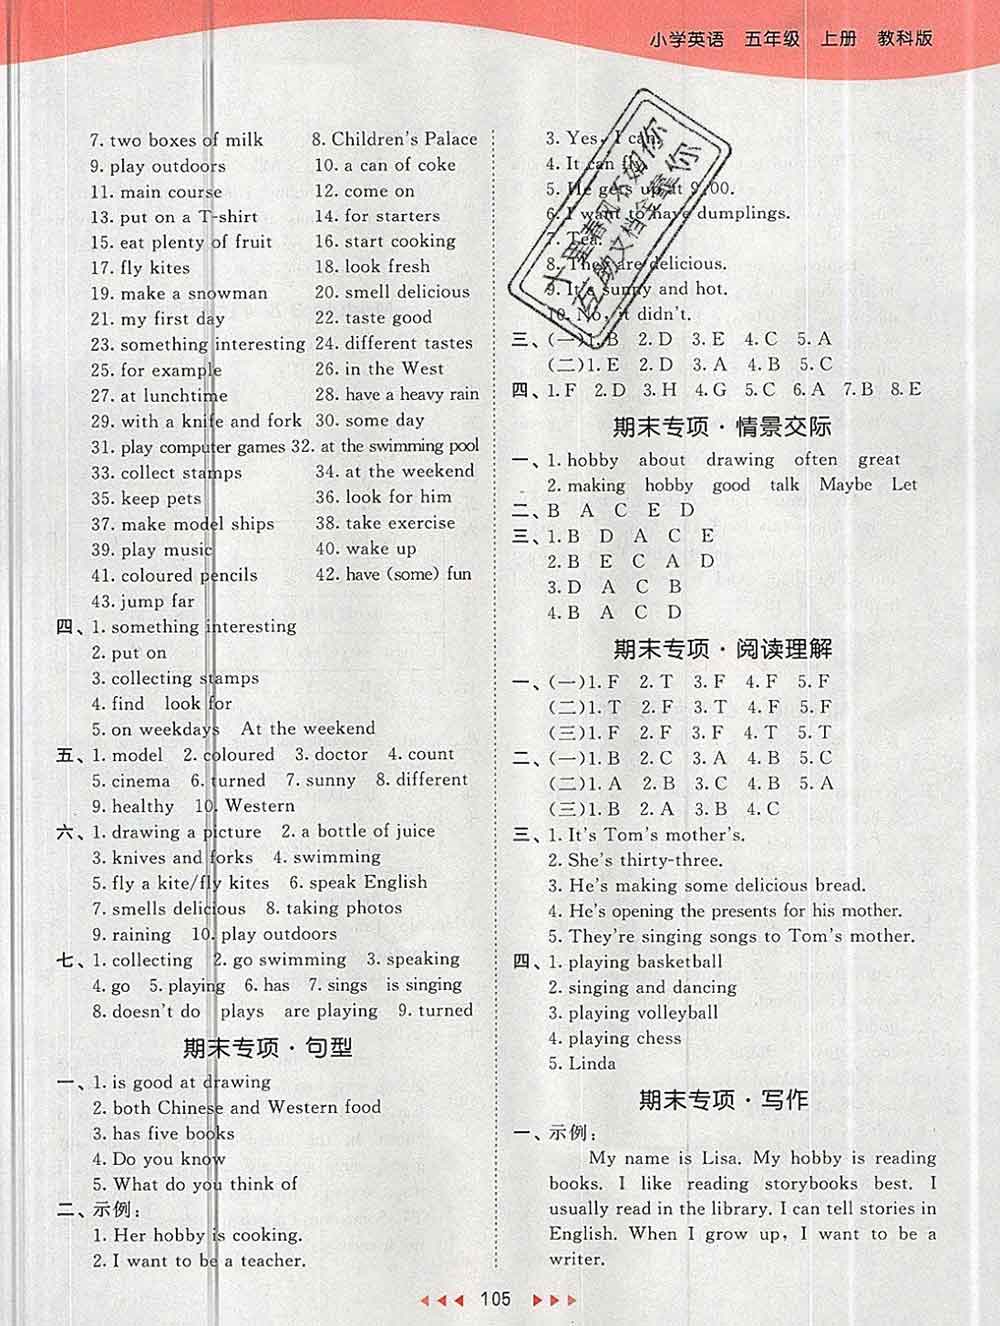 小学英语 五年级 上册 教科版
7. two boxes of milk 8. Children's Palace
9. play outdoors 10. a can of coke
11. main course 12. come on
13. put on a T-shirt 14. for starters
15. eat plenty of fruit 16. start cooking
17. fly kites 18. look fresh
19. make a snowman 20. smell delicious
21. my first day 22. taste good
23. something interesting 24. different tastes
25. for example 26. in the West
27. at lunchtime 28. have a heavy rain
29. with a knife and fork 30. some day
31. play computer games 32. at the swimming pool
33. collect stamps 34. at the weekend
35. keep pets 36. look for him
37. make model ships 38. take exercise
39. play music 40. wake up
41. coloured pencils 42. have (some) fun
43. jump far
四、1. something interesting
2. put on
3. collecting stamps
4. find look for
5. on weekdays At the weekend
五、1. model 2. coloured 3. doctor 4. count
5. cinema 6. turned 7. sunny 8. different
9. healthy 10. Western
六、1. drawing a picture 2. a bottle of juice
3. knives and forks 4. swimming
5. fly a kite/fly kites 6. speak English
7. smells delicious 8. taking photos
9. raining 10. play outdoors
七、1. collecting 2. go swimming 3. speaking
4. go 5. playing 6. has 7. sings is singing
8. doesn't do plays are playing 9. turned
期末专项·句型
一、1. is good at drawing
2. both Chinese and Western food
3. has five books
4. Do you know
5. What do you think of
二、示例：
1. Her hobby is cooking.
2. I want to be a teacher.
3. Yes, I can.
4. It can fly.
5. He gets up at 9:00.
6. I want to have dumplings.
7. Tea.
8. They are delicious.
9. It's sunny and hot.
10. No, it didn't.
三、(一)1. B 2. D 3. E 4. C 5. A
(二)1. E 2. D 3. A 4. B 5. C
四、1. F 2. D 3. H 4. G 5. C 6. A 7. B 8. E
期末专项·情景交际
一、1. hobby about drawing often great
2. making hobby good talk Maybe Let
二、B A C E D
三、1. B D A C E
2. B E C A D
3. D A C B
4. B A C D
期末专项·阅读理解
一、(一)1. F 2. T 3. F 4. F 5. F
(二)1. T 2. F 3. T 4. F 5. F
(三)1. F 2. F 3. F 4. T 5. T
二、(一)1. B 2. C 3. A 4. B 5. C
(二)1. A 2. B 3. C 4. B 5. A
(三)1. B 2. A 3. B 4. C
三、1. It's Tom's mother's.
2. She's thirty-three.
3. He's making some delicious bread.
4. He's opening the presents for his mother.
5. They're singing songs to Tom's mother.
四、1. playing basketball
2. singing and dancing
3. playing volleyball
4. playing chess
5. Linda
期末专项·写作
一、示例：
My name is Lisa. My hobby is reading
books. I like reading storybooks best. I
usually read in the library. I can tell stories in
English. When I grow up, I want to be a
writer.
105
十里春风不如你
互助文档全靠你